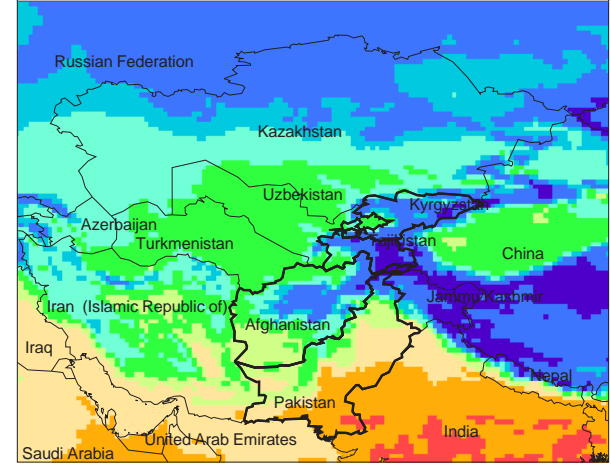 Russian Federation
Kazakhstan
Uzbekistan
Kyrgyzstan
Azerbaijan
Turkmenistan
Tajikistan
China
Iran (Islamic Republic of)
Jammu/Kashmir
Afghanistan
Iraq
Nepal
Pakistan
United Arab Emirates
India
Saudi Arabia